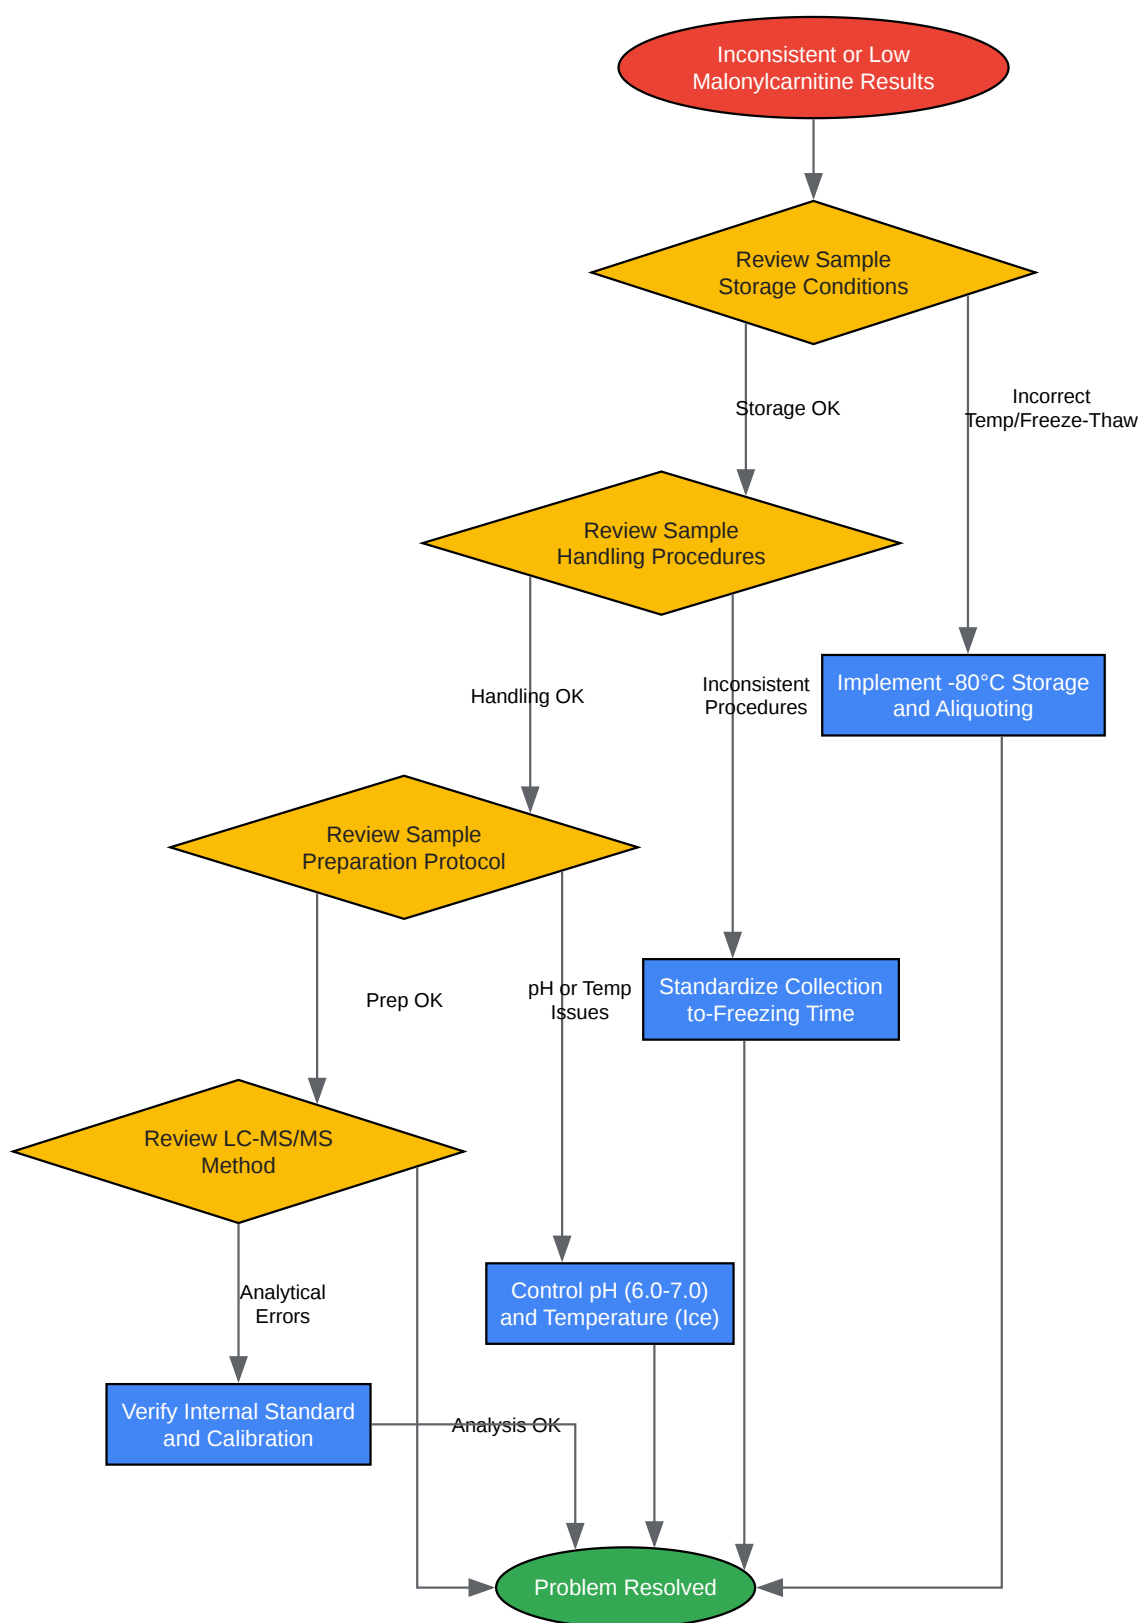 Inconsistent or Low
Malonylcarnitine Results
Review Sample
Storage Conditions
Storage OK
Incorrect
Temp/Freeze-Thaw
Review Sample
Handling Procedures
Handling OK
Inconsistent
Procedures
Implement -80°C Storage
and Aliquoting
Review Sample
Preparation Protocol
Prep OK
pH or Temp
Issues
Standardize Collection
to-Freezing Time
Review LC-MS/MS
Method
Analytical
Errors
Control pH (6.0-7.0)
and Temperature (Ice)
Verify Internal Standard
and Calibration
Analysis OK
Problem Resolved